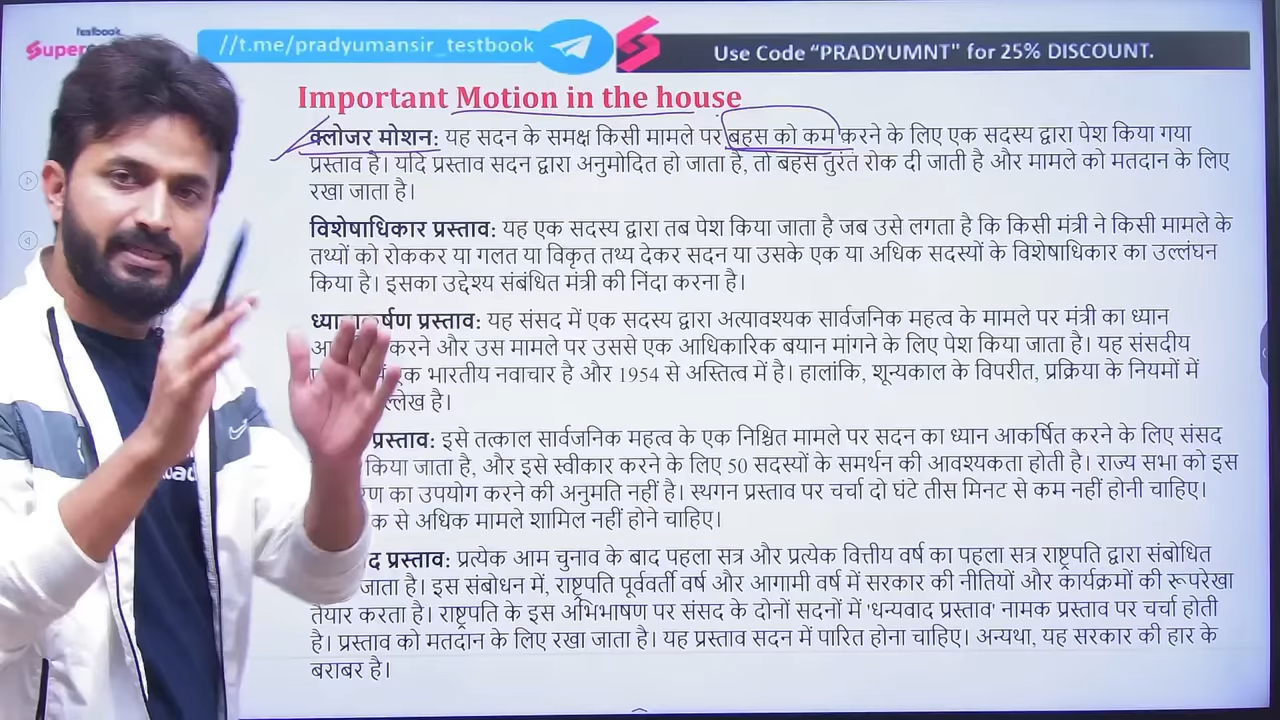 testbook
Super
//t.me/pradyumansir_testbook
Use Code “PRADYUMNT" for 25% DISCOUNT.
Important Motion in the house
क्लोजर मोशन: यह सदन के समक्ष किसी मामले पर बहस को कम करने के लिए एक सदस्य द्वारा पेश किया गया
प्रस्ताव है। यदि प्रस्ताव सदन द्वारा अनुमोदित हो जाता है, तो बहस तुरंत रोक दी जाती है और मामले को मतदान के लिए
रखा जाता है।
विशेषाधिकार प्रस्ताव: यह एक सदस्य द्वारा तब पेश किया जाता है जब उसे लगता है कि किसी मंत्री ने किसी मामले के
तथ्यों को रोककर या गलत या विकृत तथ्य देकर सदन या उसके एक या अधिक सदस्यों के विशेषाधिकार का उल्लंघन
किया है। इसका उद्देश्य संबंधित मंत्री की निंदा करना है।
प्रस्ताव: यह संसद में एक सदस्य द्वारा अत्यावश्यक सार्वजनिक महत्व के मामले पर मंत्री का ध्यान
करने और उस मामले पर उससे एक आधिकारिक बयान मांगने के लिए पेश किया जाता है। यह संसदीय
एक भारतीय नवाचार है और 1954 से अस्तित्व में है। हालांकि, शून्यकाल के विपरीत, प्रक्रिया के नियमों में
है।
प्रस्ताव: इसे तत्काल सार्वजनिक महत्व के एक निश्चित मामले पर सदन का ध्यान आकर्षित करने के लिए संसद
किया जाता है, और इसे स्वीकार करने के लिए 50 सदस्यों के समर्थन की आवश्यकता होती है। राज्य सभा को इस
का उपयोग करने की अनुमति नहीं है। स्थगन प्रस्ताव पर चर्चा दो घंटे तीस मिनट से कम नहीं होनी चाहिए।
से अधिक मामले शामिल नहीं होने चाहिए।
प्रस्ताव: प्रत्येक आम चुनाव के बाद पहला सत्र और प्रत्येक वित्तीय वर्ष का पहला सत्र राष्ट्रपति द्वारा संबोधित
जाता है। इस संबोधन में, राष्ट्रपति पूर्ववर्ती वर्ष और आगामी वर्ष में सरकार की नीतियों और कार्यक्रमों की रूपरेखा
तैयार करता है। राष्ट्रपति के इस अभिभाषण पर संसद के दोनों सदनों में 'धन्यवाद प्रस्ताव' नामक प्रस्ताव पर चर्चा होती
है। प्रस्ताव को मतदान के लिए रखा जाता है। यह प्रस्ताव सदन में पारित होना चाहिए। अन्यथा, यह सरकार की हार के
बराबर है।